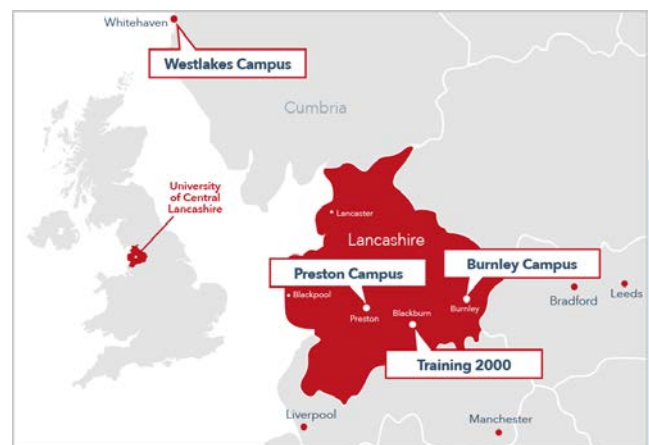 Whitehaven
Westlakes Campus
Cumbria
University
of Central
Lancashire
Lancaster
Lancashire
Preston Campus
Burnley Campus
Blackpool
Preston
Blackburn
Burnley
Bradford
Leeds
Training 2000
Liverpool
Manchester